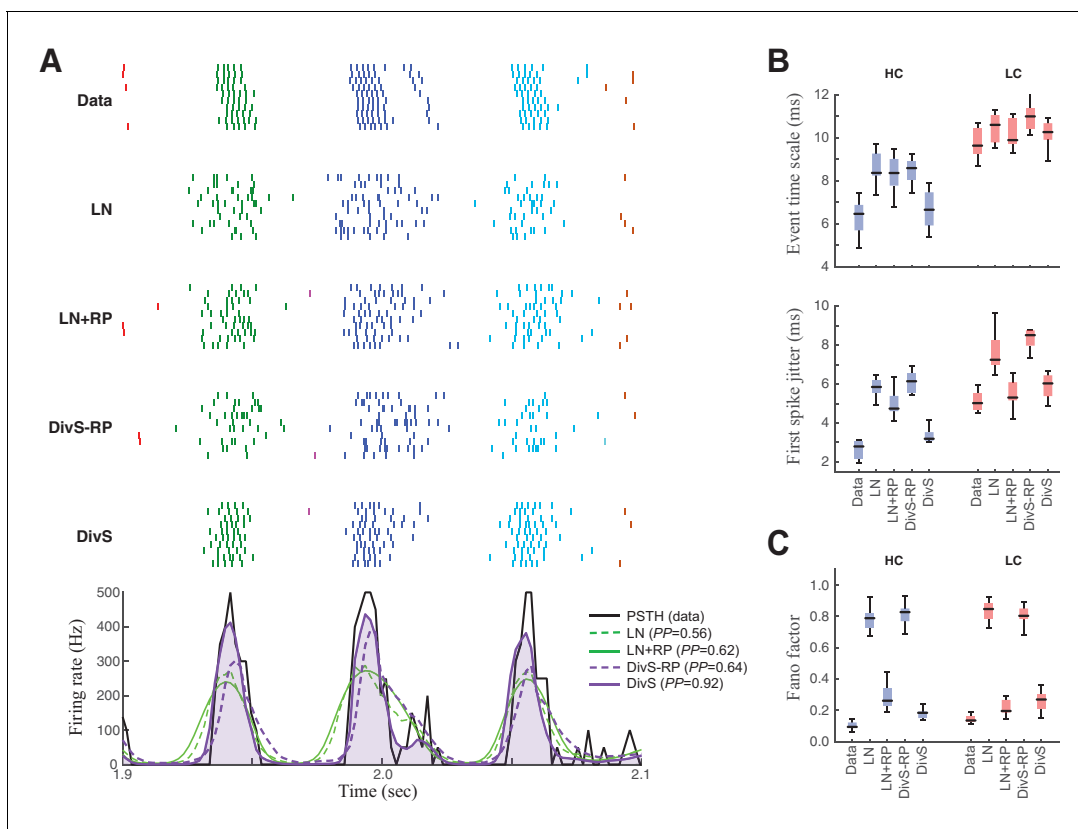 A
Data
LN
LN+RP
DivS-RP
DivS
500
400
300
200
100
0
Firing rate (Hz)
PSTH (data)
LN (PP=0.56)
LN+RP (PP=0.62)
DivS-RP (PP=0.64)
DivS (PP=0.92)
1.9
2.0
2.1
Time (sec)
B
HC
LC
12
10
8
6
4
Event time scale (ms)
10
8
6
4
2
First spike jitter (ms)
Data
LN
LN+RP
DivS-RP
DivS
Data
LN
LN+RP
DivS-RP
DivS
C
HC
LC
1.0
0.8
0.6
0.4
0.2
0.0
Fano factor
Data
LN
LN+RP
DivS-RP
DivS
Data
LN
LN+RP
DivS-RP
DivS